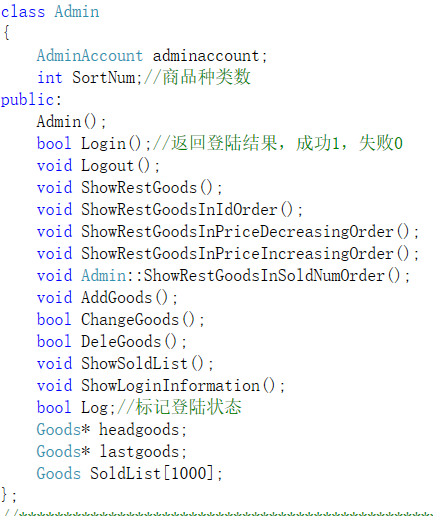 class Admin
{
AdminAccount adminaccount;
int SortNum;//商品种类数
public:
Admin();
bool Login();//返回登陆结果，成功1，失败0
void Logout();
void ShowRestGoods();
void ShowRestGoodsInIdOrder();
void ShowRestGoodsInPriceDecreasingOrder();
void ShowRestGoodsInPriceIncreasingOrder();
void Admin::ShowRestGoodsInSoldNumOrder();
void AddGoods();
bool ChangeGoods();
bool DeleGoods();
void ShowSoldList();
void ShowLoginInformation();
bool Log;//标记登陆状态
Goods* headgoods;
Goods* lastgoods;
Goods SoldList[1000];
};